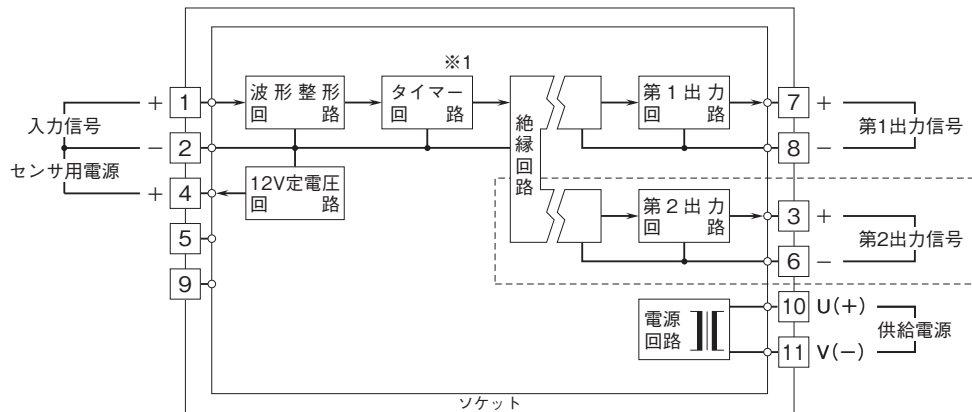 ※1
波形整形
回 路
タイマー
回 路
絶縁回路
第1出力
回 路
1
+
入力信号
2
−
センサ用電源
4
+
12V定電圧
回 路
5
9
7
+
第1出力信号
8
−
第2出力
回 路
3
+
第2出力信号
6
−
電源
回路
10
U(+)
供給電源
11
V(−)
ソケット